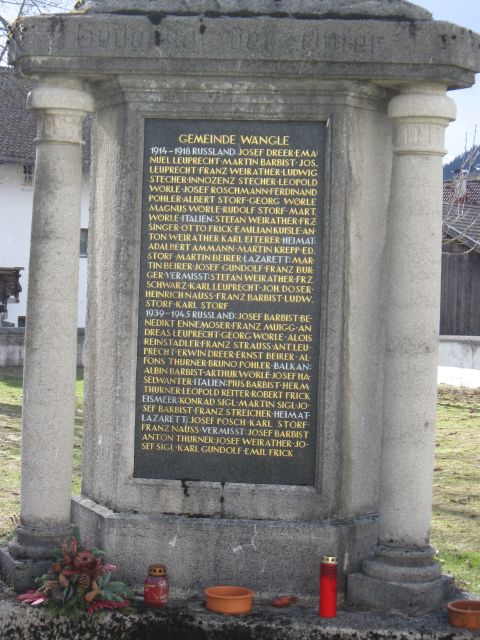 GEMEINDE WÄNGLE
1914-1918 RUSSLAND: JOSEF DREER·EMA-
NUEL LEUPRECHT·MARTIN BARBIST·JOS.
LEUPRECHT·FRANZ WEIRATHER·LUDWIG
STECHER·INNOZENZ STECHER·LEOPOLD
WÖRLE·JOSEF ROSCHMANN·FERDINAND
POHLER·ALBERT STORF·GEORG WÖRLE
MAGNUS WÖRLE·RUDOLF STORF·MART.
WÖRLE·ITALIEN: STEFAN WEIRATHER·FRZ
SINGER·OTTO FRICK·EMILIAN KUISLE·AN-
TON WEIRATHER KARL EITERER·HEIMAT
ADALBERT AMMANN·MARTIN KREPP·ED.
STORF·MARTIN BEIRER·LAZARETT: MAR-
TIN BEIRER·JOSEF GUNDOLF·FRANZ BUR-
GER VERMISST: STEFAN WEIRATHER·FRZ.
SCHWARZ·KARL LEUPRECHT·JOH. DOSER·
HEINRICH NAUSS·FRANZ BARBIST·LUDW.
STORF·KARL STORF
1939-1945 RUSSLAND: JOSEF BARBIST·BE-
NEDIKT ENNEMOSER·FRANZ MUIGG·AN-
DREAS LEUPRECHT·GEORG WÖRLE·ALOIS
REINSTADLER·FRANZ STRAUSS·ANT. LEU-
PRECHT·ERWIN DREER·ERNST BEIRER·AL-
FONS THURNER·BRUNO POHLER·BALKAN:
ALBIN BARBIST·ARTHUR WÖRLE·JOSEF HA-
SELWANTER·ITALIEN: PIUS BARBIST·HERM.
THURNER·LEOPOLD REITER·ROBERT FRICK
EISMEER: KONRAD SIGL·MARTIN SIGL·JO-
SEF BARBIST·FRANZ STREICHER·HEIMAT-
LAZARETT: JOSEF POSCH·KARL STORF·
FRANZ NAUSS·VERMISST: JOSEF BARBIST
ANTON THURNER·JOSEF WEIRATHER·JO-
SEF SIGL·KARL GUNDOLF·EMIL FRICK